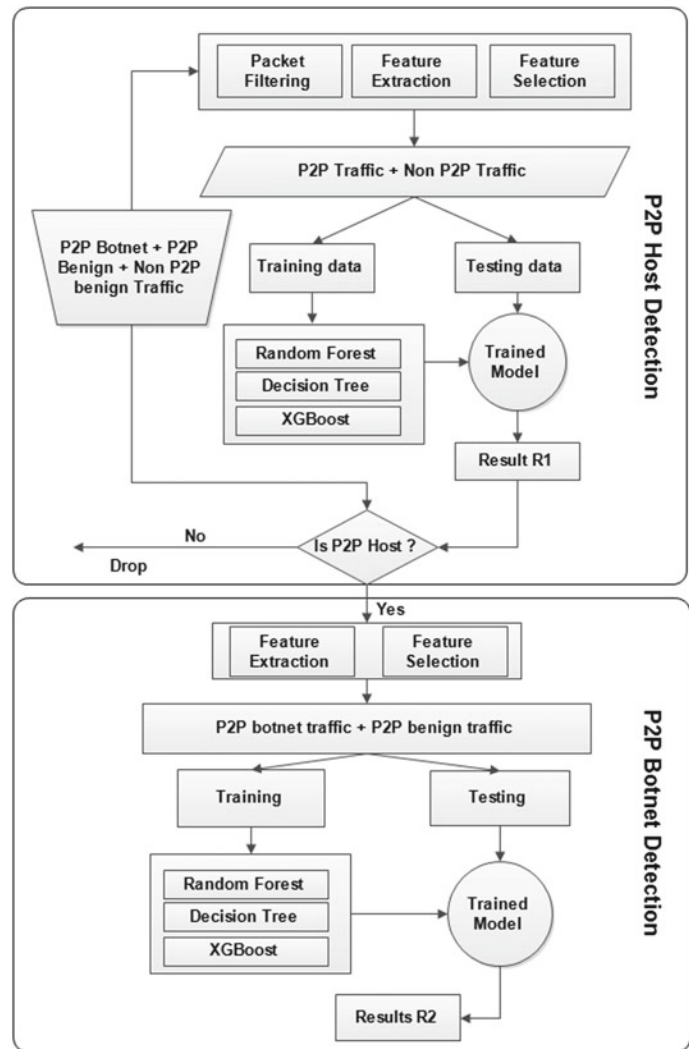 Packet
Filtering
Feature
Extraction
Feature
Selection
P2P Traffic + Non P2P Traffic
P2P Botnet + P2P
Benign + Non P2P
benign Traffic
Training data
Testing data
Random Forest
Decision Tree
XGBoost
Trained
Model
Result R1
Is P2P Host ?
No
Drop
P2P Host Detection
Yes
Feature
Extraction
Feature
Selection
P2P botnet traffic + P2P benign traffic
Training
Testing
Random Forest
Decision Tree
XGBoost
Trained
Model
Results R2
P2P Botnet Detection